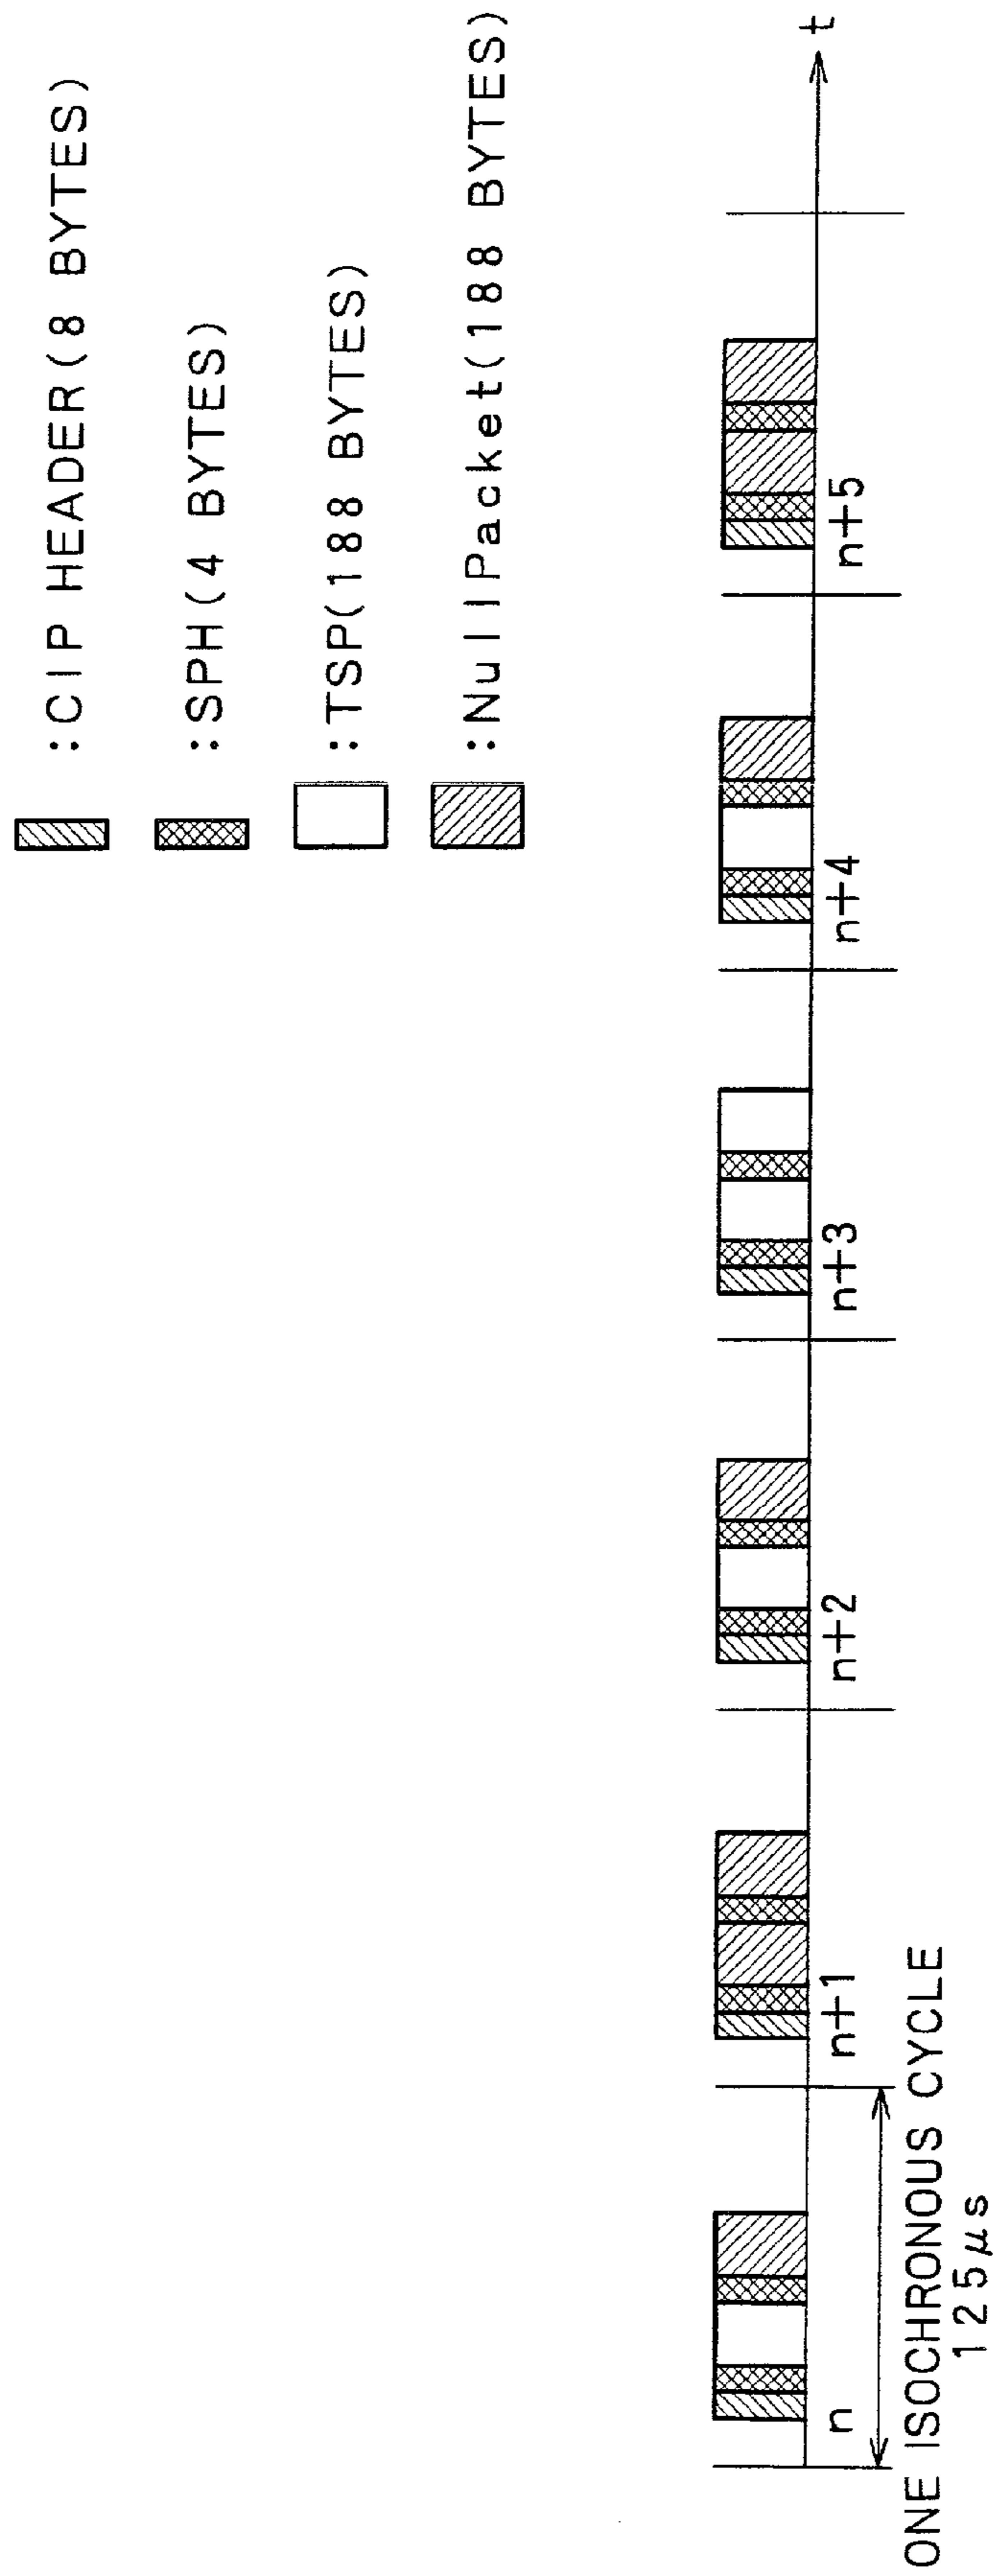 :CIP HEADER(8 BYTES)
:SPH(4 BYTES)
:TSP(188 BYTES)
:NullPacket(188 BYTES)
n
n+1
n+2
n+3
n+4
n+5
t
ONE ISOCHRONOUS CYCLE
125μs